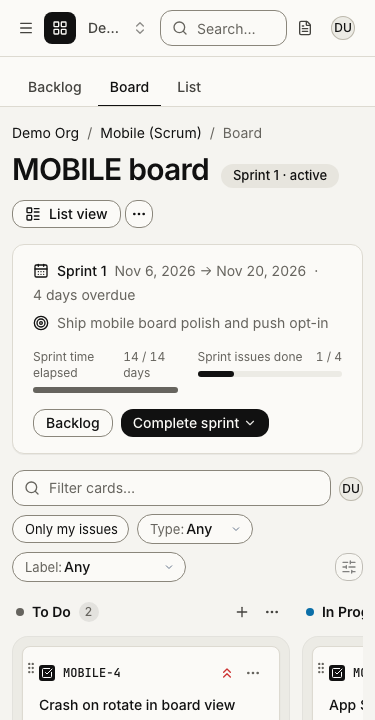 De...
Search...
DU
Backlog
Board
List
Demo Org / Mobile (Scrum) / Board
MOBILE board
Sprint 1 · active
List view
Sprint 1 Nov 6, 2026 → Nov 20, 2026 ·
4 days overdue
Ship mobile board polish and push opt-in
Sprint time elapsed
14 / 14 days
Sprint issues done 1 / 4
Backlog
Complete sprint
Filter cards...
DU
Only my issues
Type: Any
Label: Any
To Do 2
In Prog
MOBILE-4
Crash on rotate in board view
MO
App S